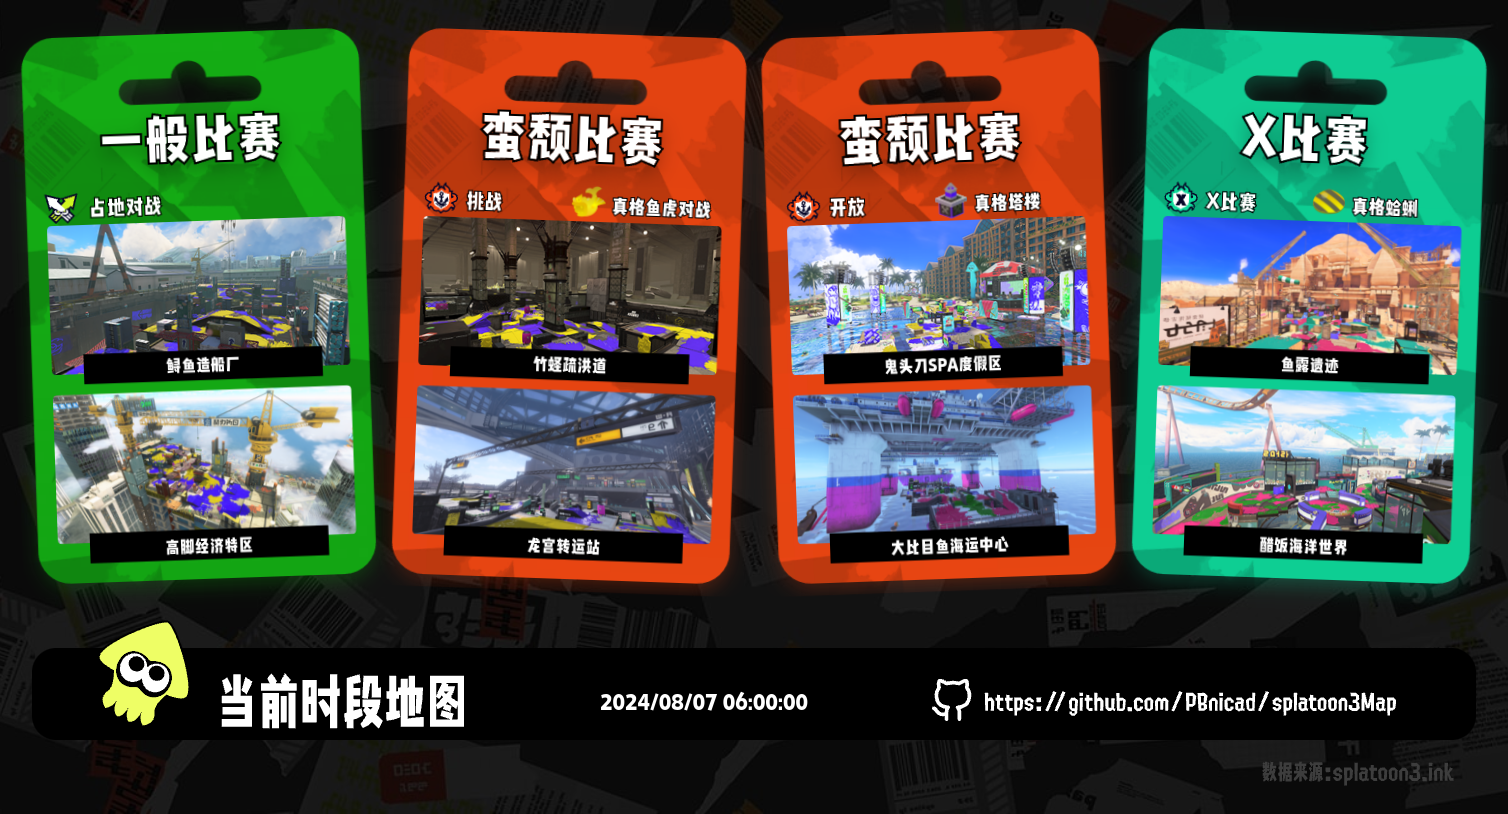 一般比赛
占地对战
鲟鱼造船厂
高脚经济特区
蛮颓比赛
挑战
真格鱼虎对战
竹蛏疏洪道
龙宫转运站
蛮颓比赛
开放
真格塔楼
鬼头刀SPA度假区
大比目鱼海运中心
X比赛
X比赛
真格蛤蜊
鱼露遗迹
醋饭海洋世界
当前时段地图
2024/08/07 06:00:00
https://github.com/PBnicad/splatoon3Map
数据来源:splatoon3.ink